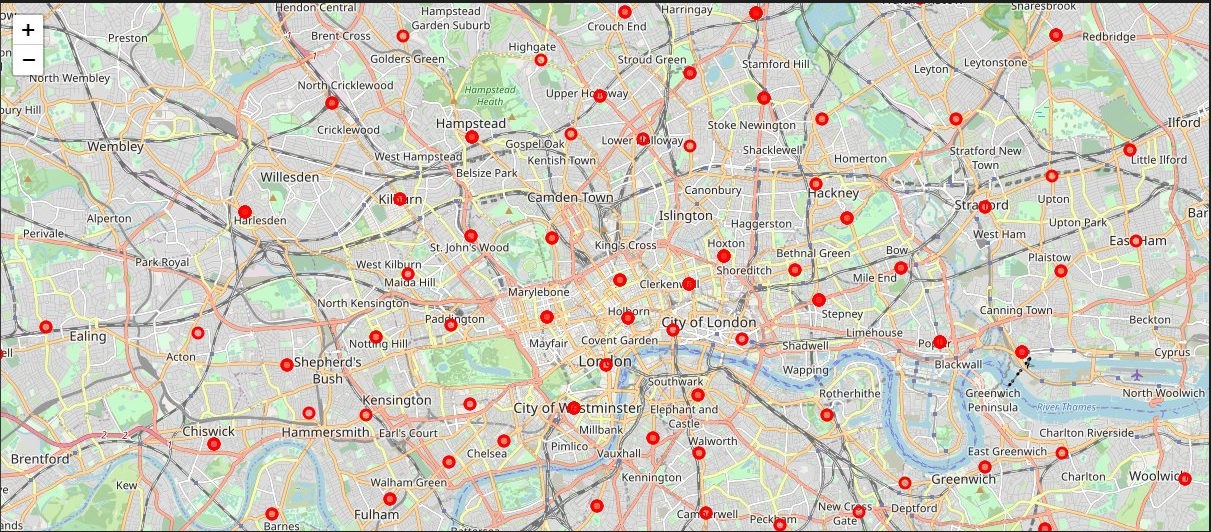 Hendon Central
Hampstead
Garden Suburb
Harringay
Crouch End
Snaresbrook
+
−
Preston
Brent Cross
Golders Green
Highgate
Stroud Green
Stamford Hill
Leyton
Leytonstone
Redbridge
North Wembley
North Cricklewood
Hampstead
Heath
Upper Holloway
Cricklewood
Hampstead
Stoke Newington
Ilford
Wembley
West Hampstead
Gospel Oak
Lower Holloway
Shacklewell
Kentish Town
Homerton
Stratford New
Town
Little Ilford
Belsize Park
Willesden
Kilburn
Camden Town
Canonbury
Hackney
Upton
Stratford
Alperton
Harlesden
Islington
Haggerston
Upton Park
Perivale
St. John's Wood
King's Cross
Hoxton
West Ham
East Ham
Park Royal
West Kilburn
Maida Hill
Shoreditch
Bethnal Green
Bow
Mile End
Plaistow
Marylebone
Clerkenwell
North Kensington
Paddington
Holborn
City of London
Stepney
Canning Town
Beckton
Ealing
Notting Hill
Mayfair
Covent Garden
Limehouse
Acton
Shepherd's
Bush
London
Shadwell
Poplar
Blackwall
Cyprus
Wapping
Southwark
Rotherhithe
Greenwich
Peninsula
North Woolwich
River Thames
Kensington
City of Westminster
Elephant and
Castle
2
2
Chiswick
Hammersmith
Earl's Court
Millbank
Walworth
Charlton Riverside
Brentford
Chelsea
Pimlico
Vauxhall
East Greenwich
Kew
Walham Green
Kennington
Greenwich
Charlton
Woolwich
Fulham
Barnes
Battersea
Camberwell
Peckham
New Cross
Gate
Deptford